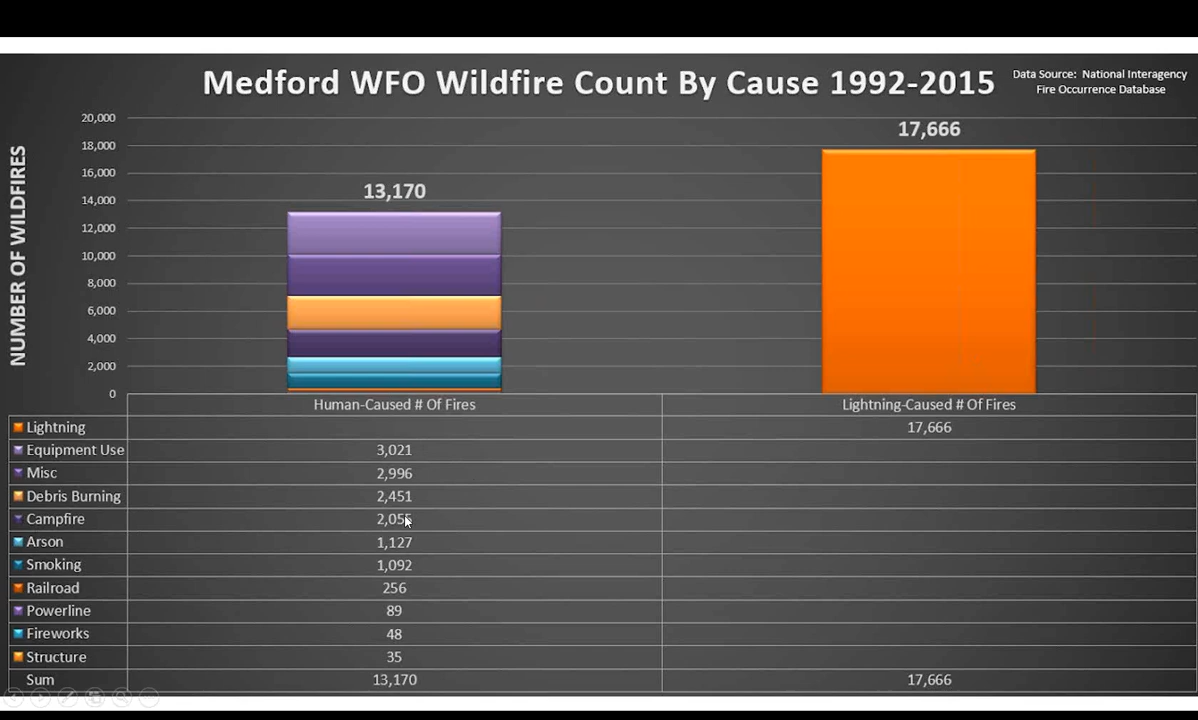 Medford WFO Wildfire Count By Cause 1992-2015
Data Source: National Interagency
Fire Occurrence Database
NUMBER OF WILDFIRES
20,000
18,000
16,000
14,000
12,000
10,000
8,000
6,000
4,000
2,000
0
13,170
17,666
Human-Caused # Of Fires Lightning-Caused # Of Fires
Lightning 17,666
Equipment Use 3,021
Misc 2,996
Debris Burning 2,451
Campfire 2,055
Arson 1,127
Smoking 1,092
Railroad 256
Powerline 89
Fireworks 48
Structure 35
Sum 13,170 17,666